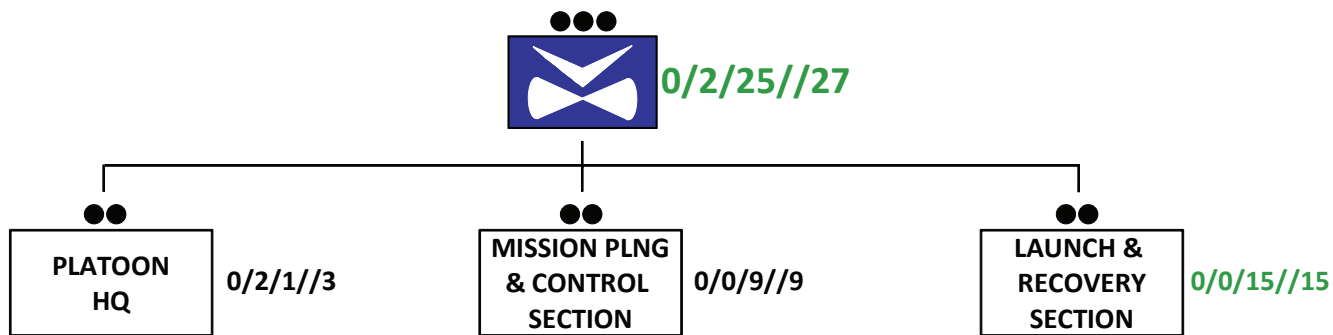 0/2/25//27
PLATOON
HQ
0/2/1//3
MISSION PLNG
& CONTROL
SECTION
0/0/9//9
LAUNCH &
RECOVERY
SECTION
0/0/15//15